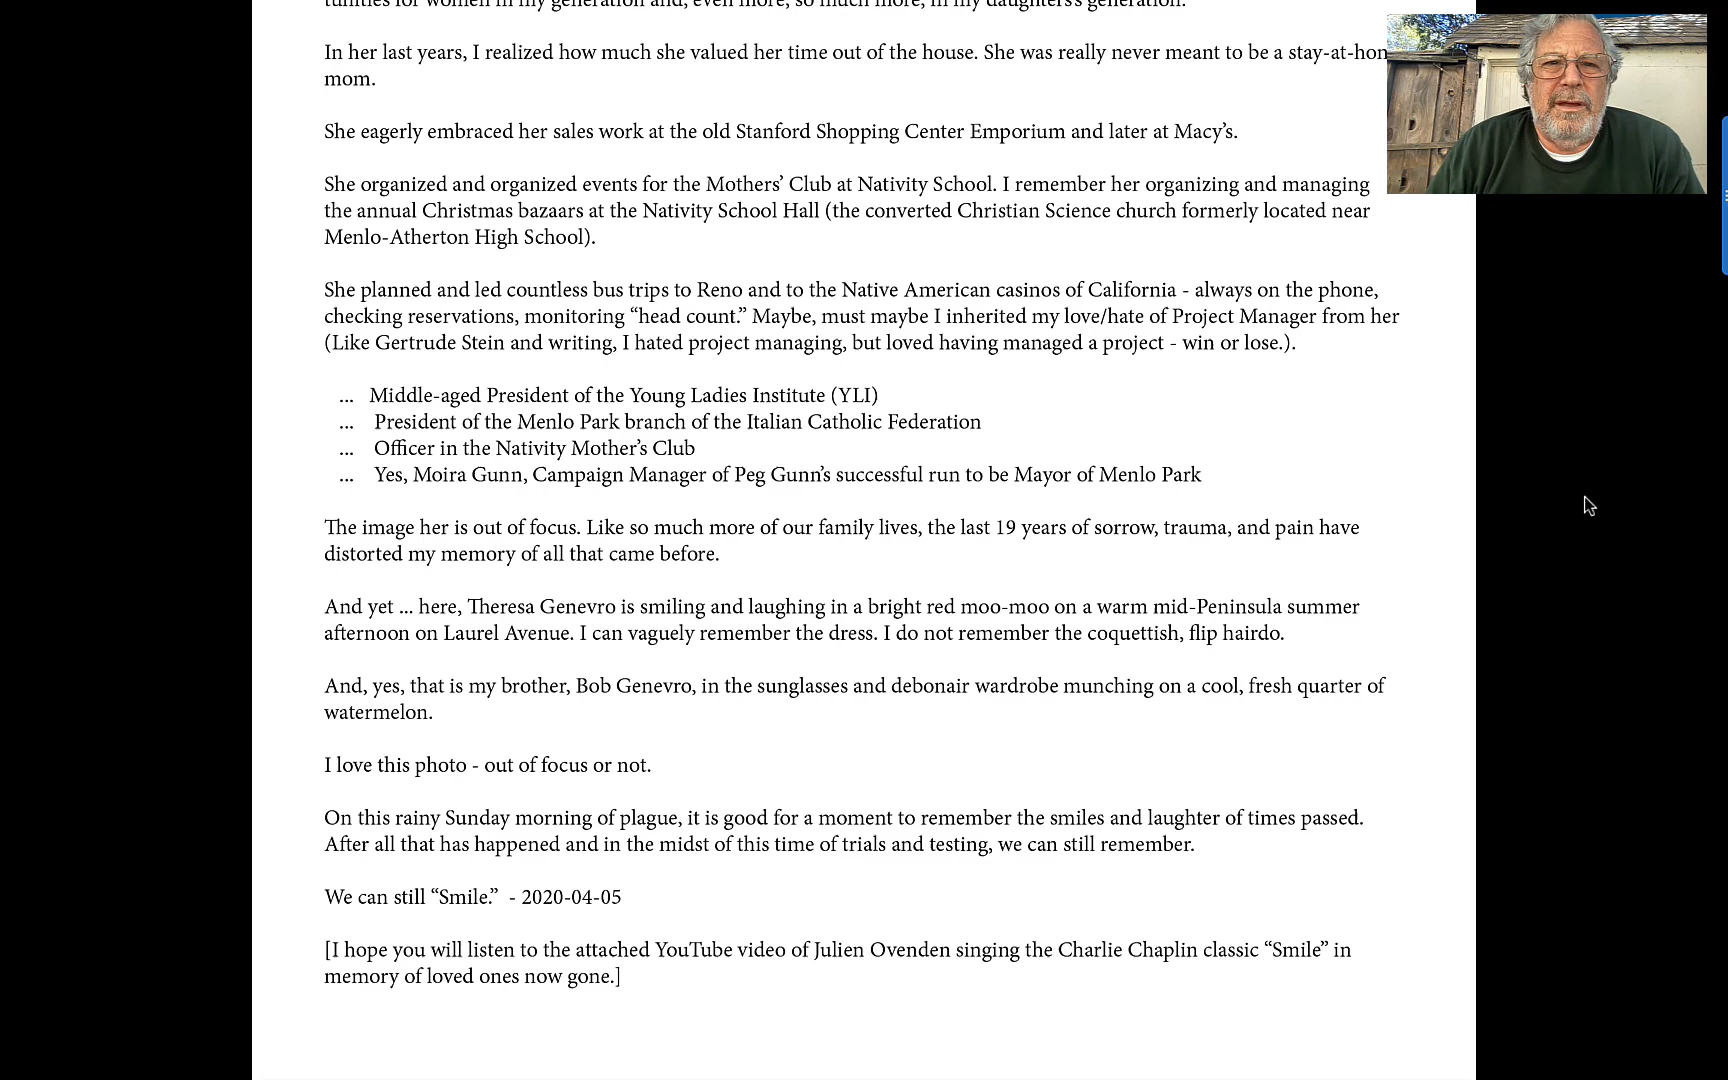 tunities for women in my generation and, even more, so much more, in my daughters's generation.
In her last years, I realized how much she valued her time out of the house. She was really never meant to be a stay-at-hon
mom.
She eagerly embraced her sales work at the old Stanford Shopping Center Emporium and later at Macy’s.
She organized and organized events for the Mothers’ Club at Nativity School. I remember her organizing and managing
the annual Christmas bazaars at the Nativity School Hall (the converted Christian Science church formerly located near
Menlo-Atherton High School).
She planned and led countless bus trips to Reno and to the Native American casinos of California - always on the phone,
checking reservations, monitoring “head count.” Maybe, must maybe I inherited my love/hate of Project Manager from her
(Like Gertrude Stein and writing, I hated project managing, but loved having managed a project - win or lose.).
... Middle-aged President of the Young Ladies Institute (YLI)
... President of the Menlo Park branch of the Italian Catholic Federation
... Officer in the Nativity Mother’s Club
... Yes, Moira Gunn, Campaign Manager of Peg Gunn’s successful run to be Mayor of Menlo Park
The image her is out of focus. Like so much more of our family lives, the last 19 years of sorrow, trauma, and pain have
distorted my memory of all that came before.
And yet ... here, Theresa Genevro is smiling and laughing in a bright red moo-moo on a warm mid-Peninsula summer
afternoon on Laurel Avenue. I can vaguely remember the dress. I do not remember the coquettish, flip hairdo.
And, yes, that is my brother, Bob Genevro, in the sunglasses and debonair wardrobe munching on a cool, fresh quarter of
watermelon.
I love this photo - out of focus or not.
On this rainy Sunday morning of plague, it is good for a moment to remember the smiles and laughter of times passed.
After all that has happened and in the midst of this time of trials and testing, we can still remember.
We can still “Smile.” - 2020-04-05
[I hope you will listen to the attached YouTube video of Julien Ovenden singing the Charlie Chaplin classic “Smile” in
memory of loved ones now gone.]